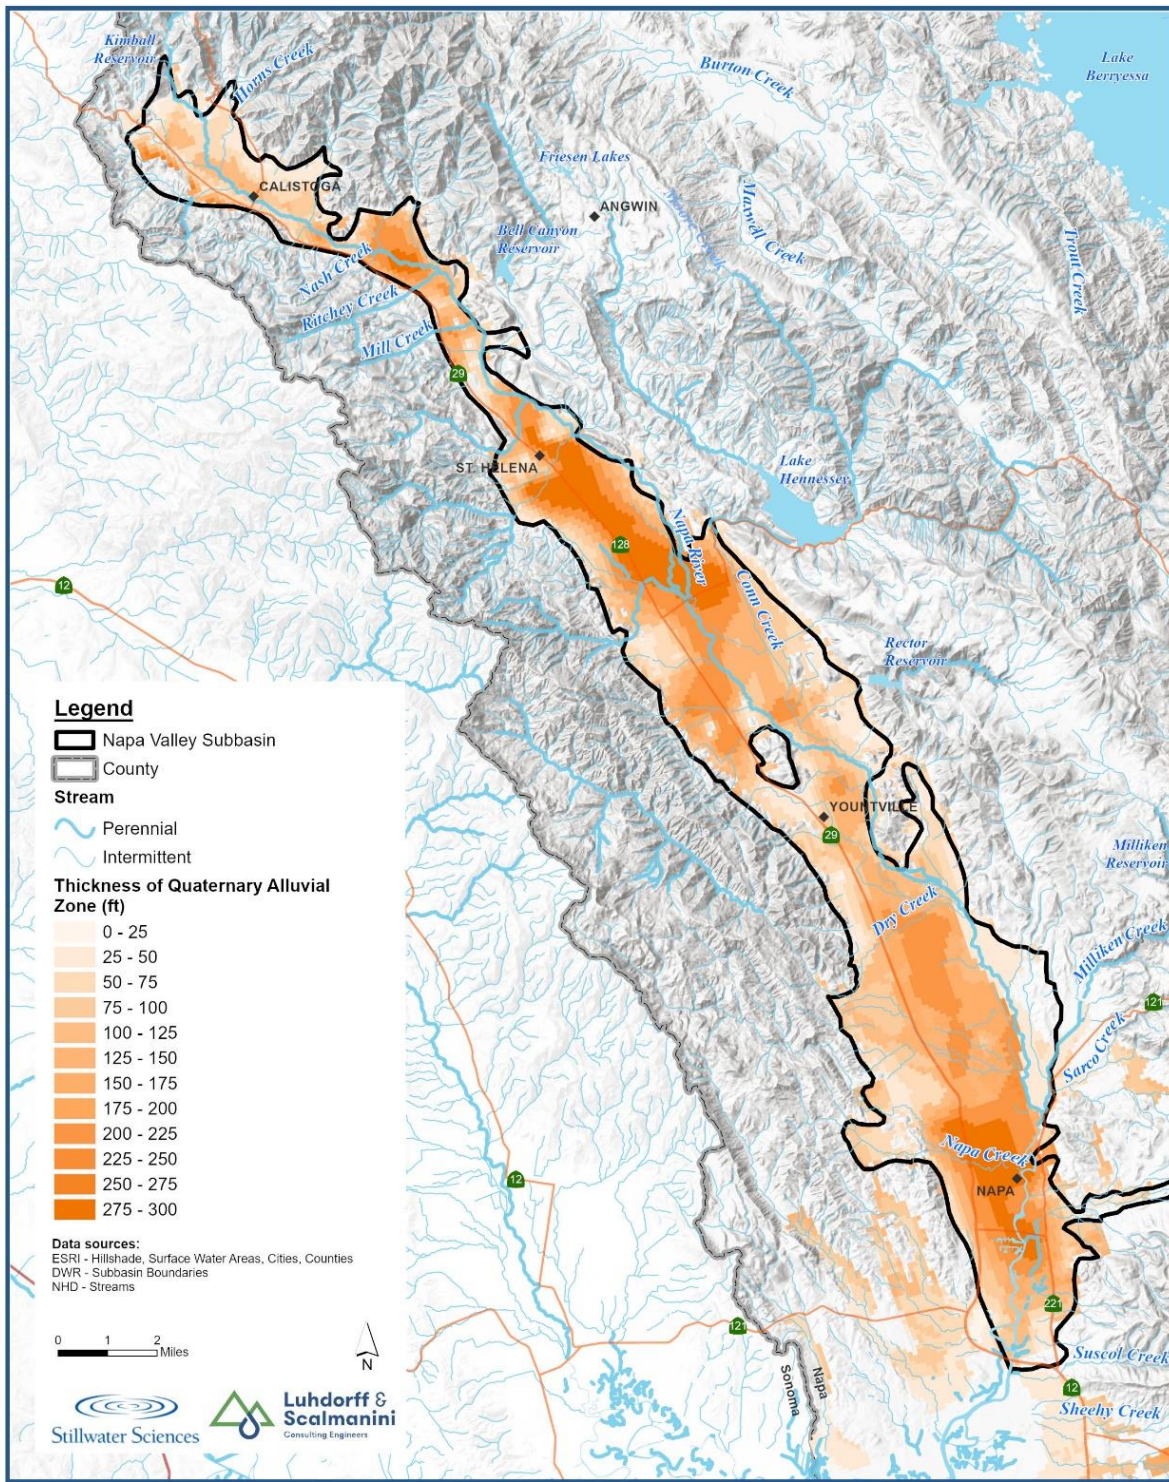 Kimball
Reservoir
Horns Creek
Burton Creek
Lake
Berryessa
Friesen Lakes
CALISTOGA
ANGWIN
Maxwell Creek
Trout Creek
Bell Canyon
Reservoir
Nash Creek
Ritchey Creek
Mill Creek
29
ST. HELENA
Lake
Hennessey
128
Napa River
Conn Creek
12
Rector
Reservoir
YOUNTVILLE
29
Milliken
Reservoir
Dry Creek
Milliken Creek
121
Sarco Creek
Napa Creek
NAPA
12
221
121
Suscol Creek
12
Sheehy Creek
Sonoma
Napa
Legend
Napa Valley Subbasin
County
Stream
Perennial
Intermittent
Thickness of Quaternary Alluvial
Zone (ft)
0 - 25
25 - 50
50 - 75
75 - 100
100 - 125
125 - 150
150 - 175
175 - 200
200 - 225
225 - 250
250 - 275
275 - 300
Data sources:
ESRI - Hillshade, Surface Water Areas, Cities, Counties
DWR - Subbasin Boundaries
NHD - Streams
0 1 2
Miles
N
Stillwater Sciences
Luhdorff &
Scalmanini
Consulting Engineers